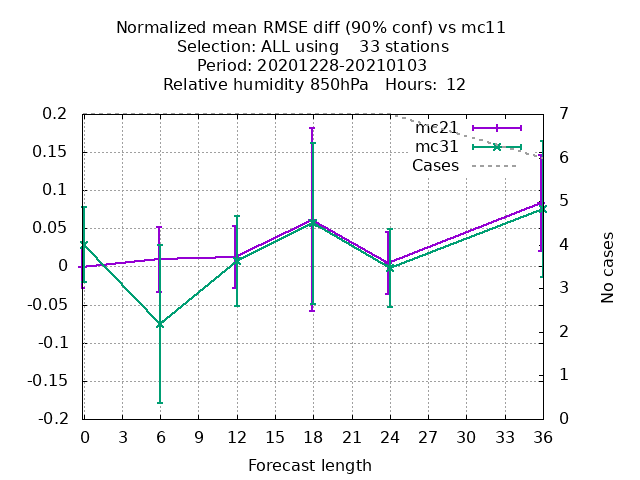 Normalized mean RMSE diff (90% conf) vs mc11
Selection: ALL using    33 stations
Period: 20201228-20210103
Relative humidity 850hPa   Hours:  12
0.2
0.15
0.1
0.05
0
-0.05
-0.1
-0.15
-0.2
7
6
5
4
3
2
1
0
mc21
mc31
Cases
No cases
0 3 6 9 12 15 18 21 24 27 30 33 36
Forecast length